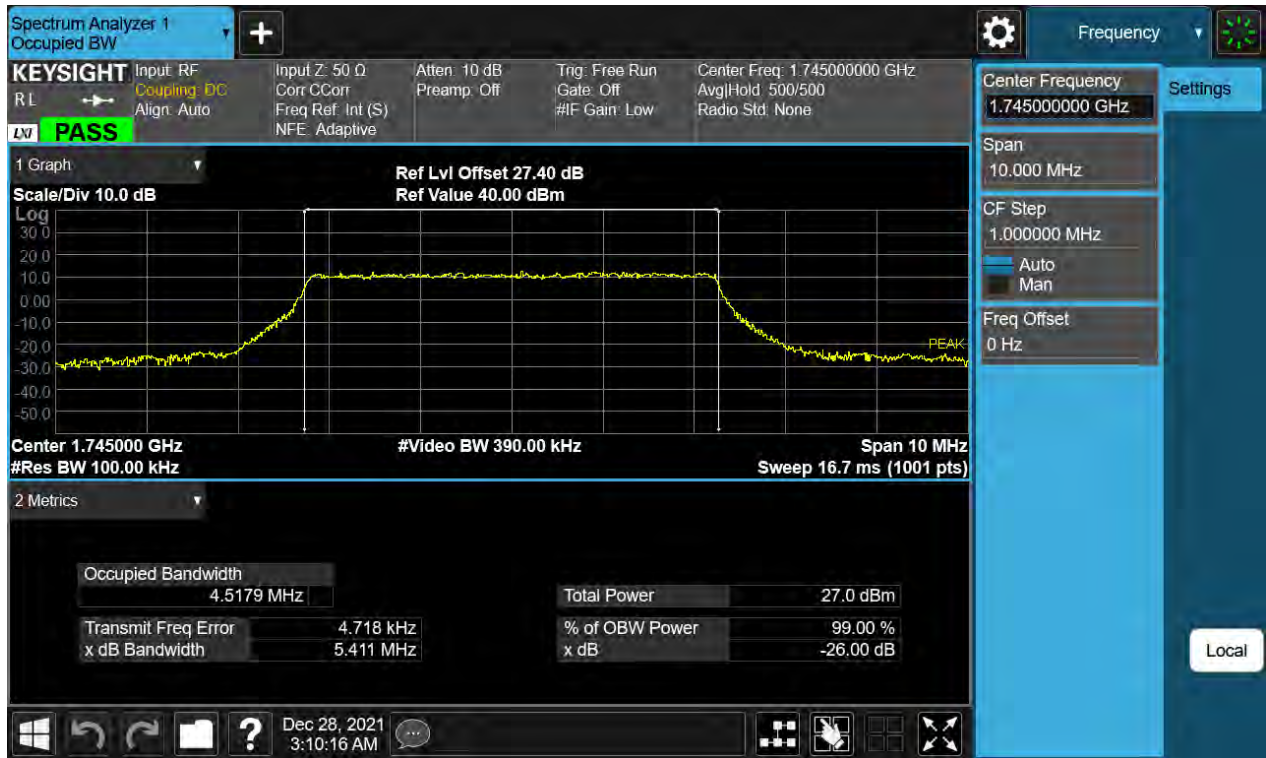 Spectrum Analyzer 1
Occupied BW
+
Frequency
KEYSIGHT
RL
LXI PASS
Input: RF
Coupling: DC
Align: Auto
Input Z: 50 Ω
Corr CCorr
Freq Ref: Int (S)
NFE: Adaptive
Atten: 10 dB
Preamp: Off
Trig: Free Run
Gate: Off
#IF Gain: Low
Center Freq: 1.745000000 GHz
Avg|Hold: 500/500
Radio Std: None
1 Graph
Scale/Div 10.0 dB
Ref Lvl Offset 27.40 dB
Ref Value 40.00 dBm
Log
30.0
20.0
10.0
0.00
-10.0
-20.0
-30.0
-40.0
-50.0
PEAK
Center 1.745000 GHz
#Video BW 390.00 kHz
Span 10 MHz
#Res BW 100.00 kHz
Sweep 16.7 ms (1001 pts)
2 Metrics
Occupied Bandwidth
4.5179 MHz
Transmit Freq Error 4.718 kHz
x dB Bandwidth 5.411 MHz
Total Power 27.0 dBm
% of OBW Power 99.00 %
x dB -26.00 dB
Center Frequency
1.745000000 GHz
Span
10.000 MHz
CF Step
1.000000 MHz
Auto
Man
Freq Offset
0 Hz
Settings
Local
?
Dec 28, 2021
3:10:16 AM